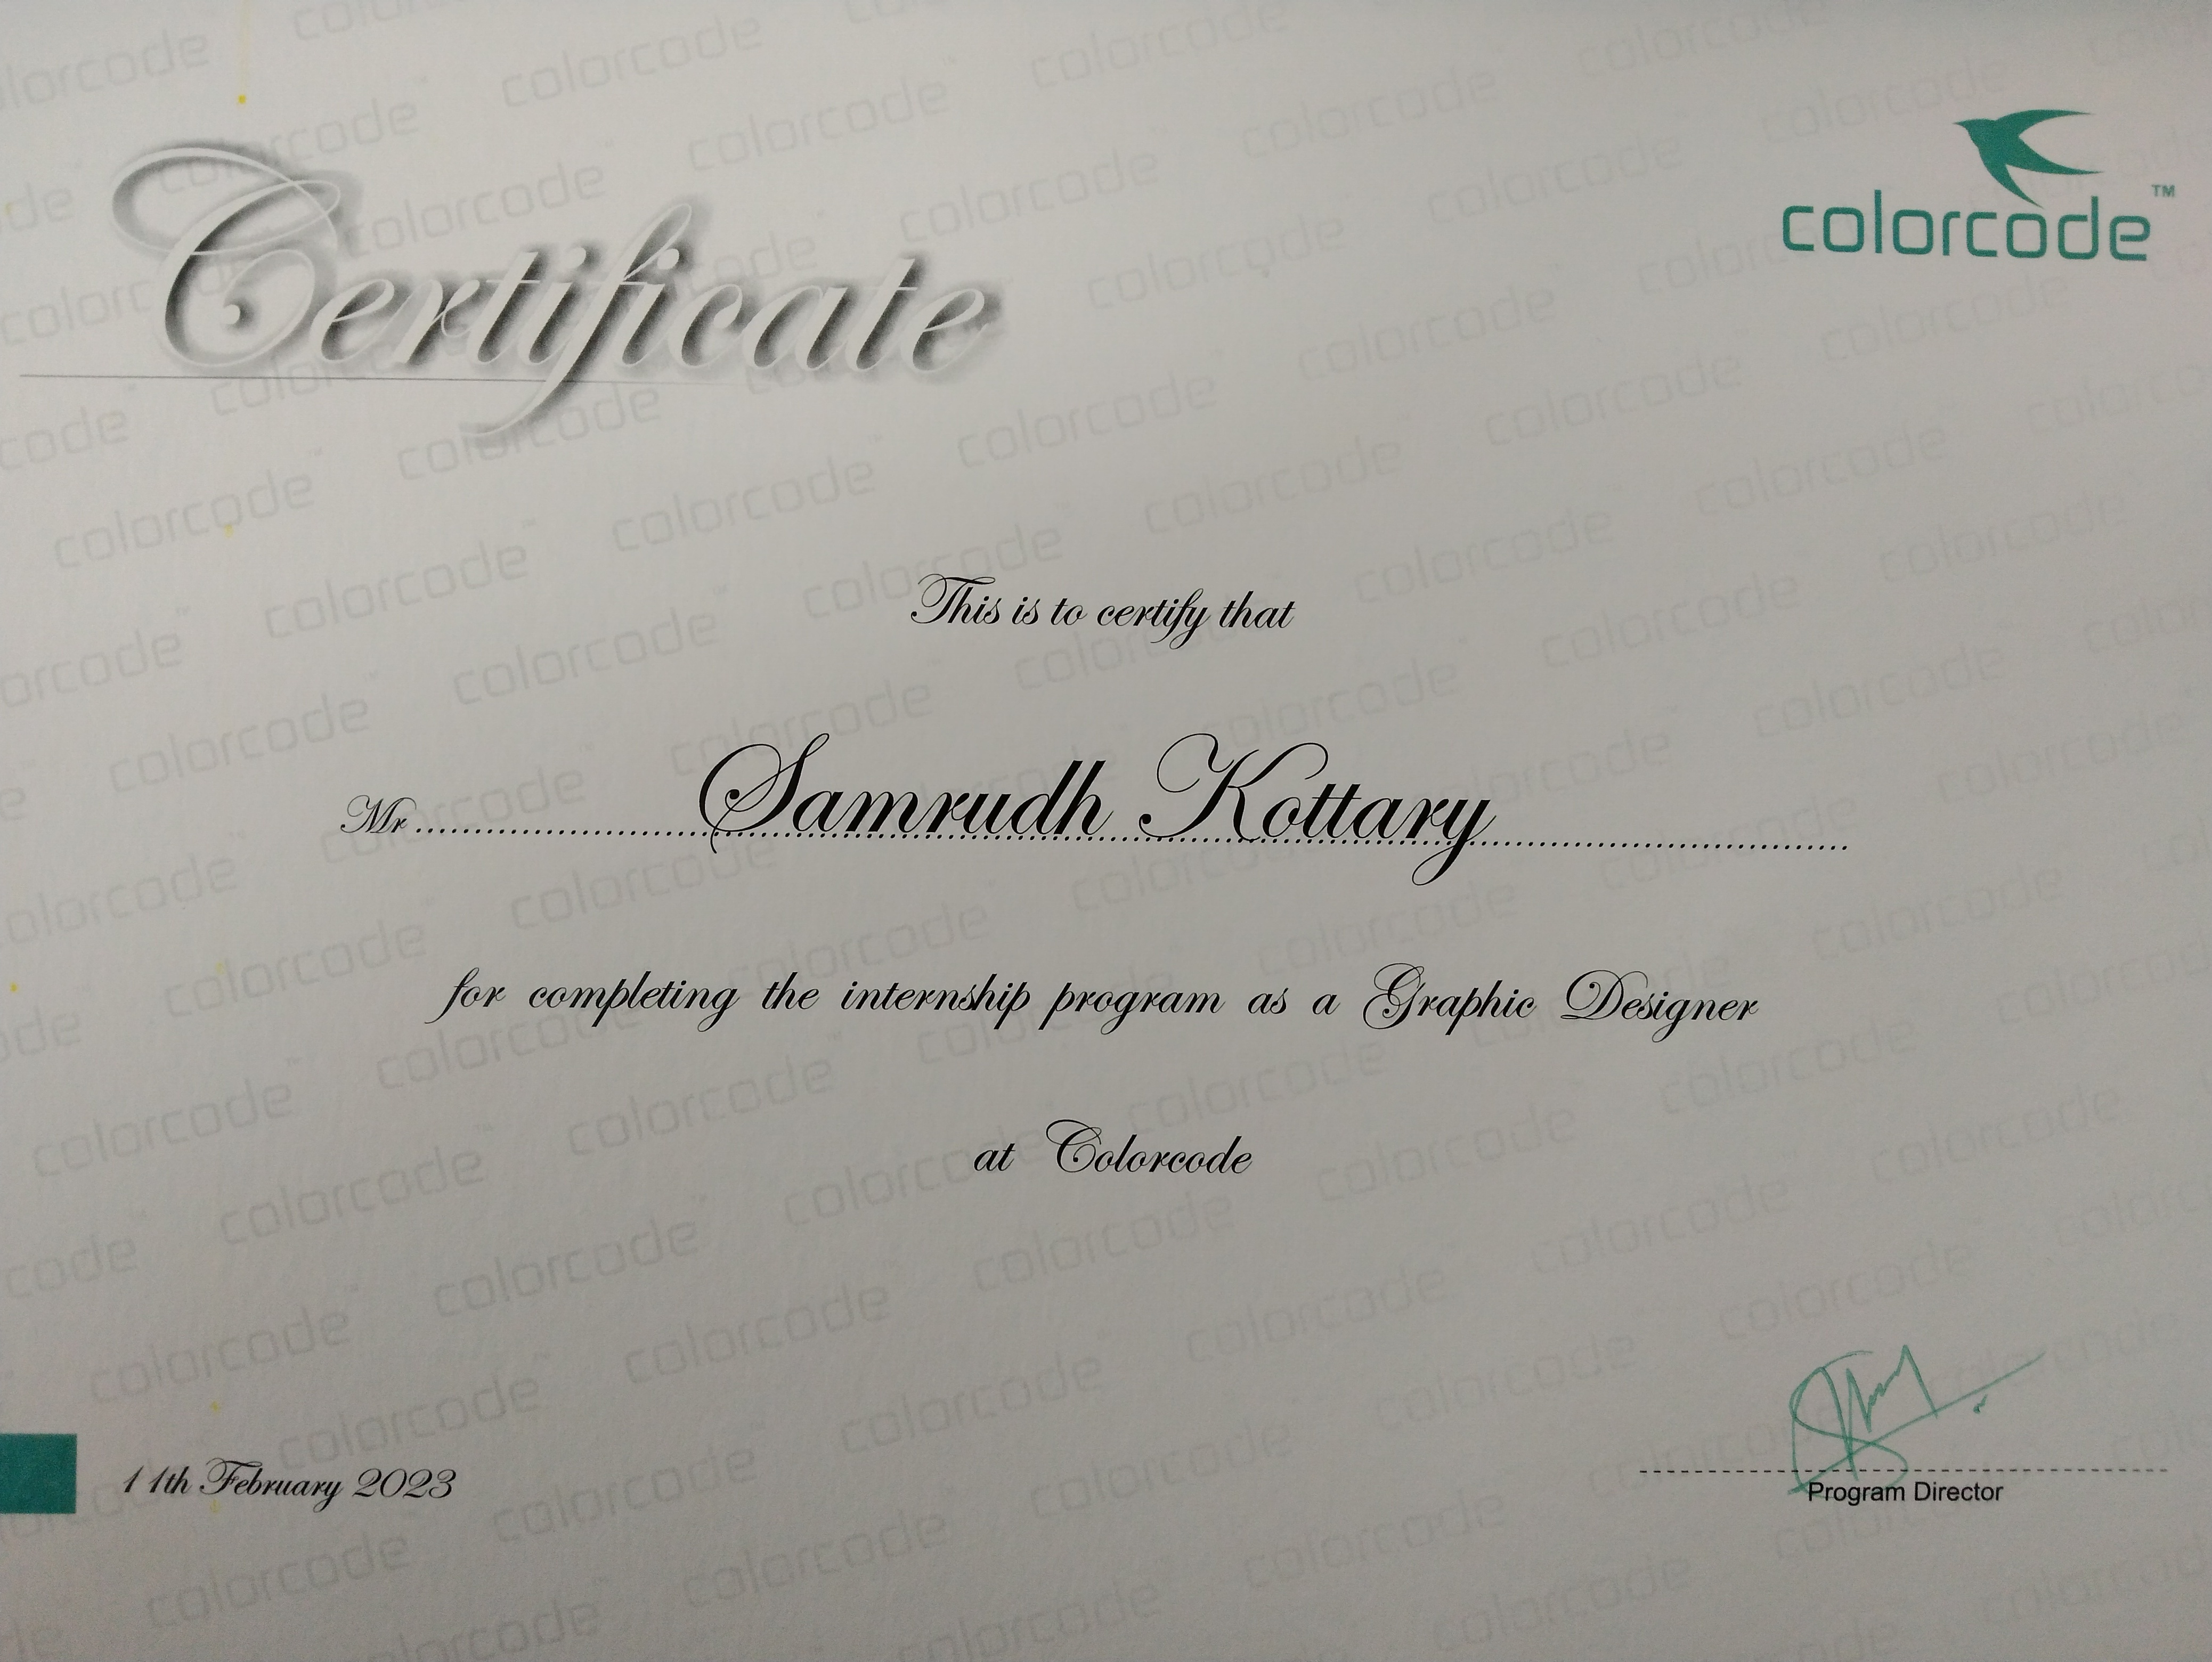 Certificate
colorcode™
This is to certify that
Mr Samrudh Kottary
for completing the internship program as a Graphic Designer
at Colorcode
11th February 2023
Program Director